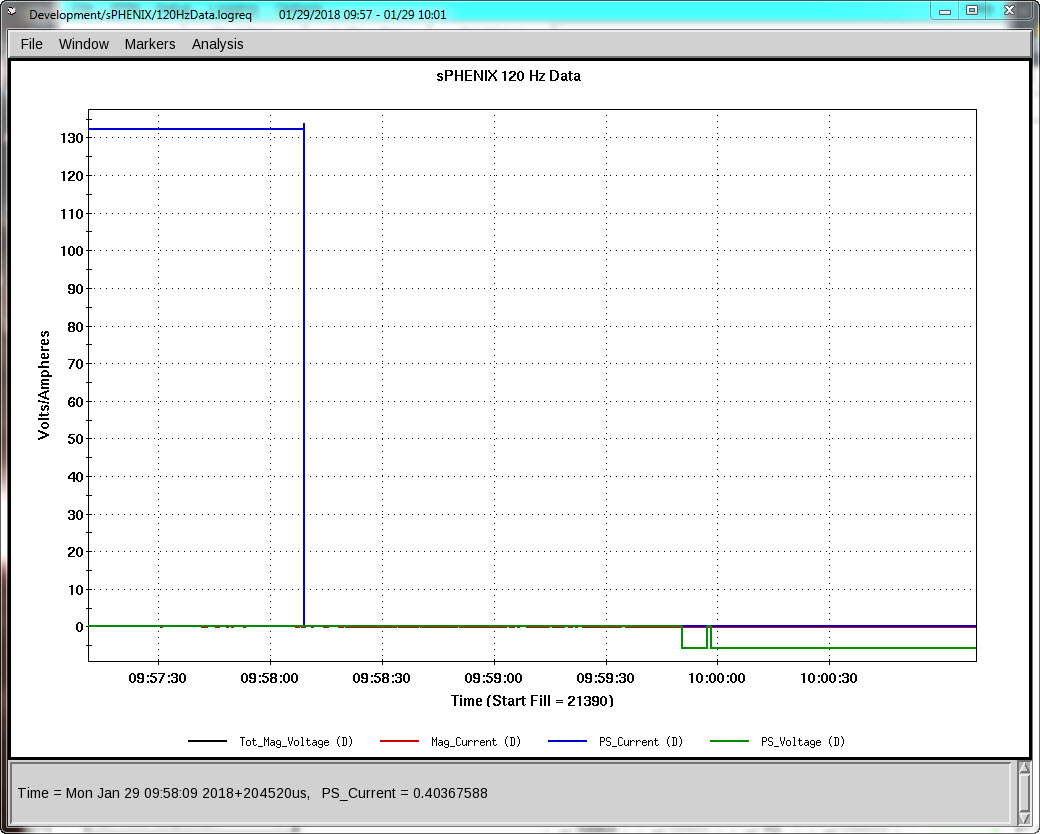 Development/sPHENIX/120HzData.logreq 01/29/2018 09:57 - 01/29 10:01
File Window Markers Analysis
sPHENIX 120 Hz Data
Volts/Ampheres
130
120
110
100
90
80
70
60
50
40
30
20
10
0
09:57:30 09:58:00 09:58:30 09:59:00 09:59:30 10:00:00 10:00:30
Time (Start Fill = 21390)
Tot_Mag_Voltage (D) Mag_Current (D) PS_Current (D) PS_Voltage (D)
Time = Mon Jan 29 09:58:09 2018+204520us, PS_Current = 0.40367588